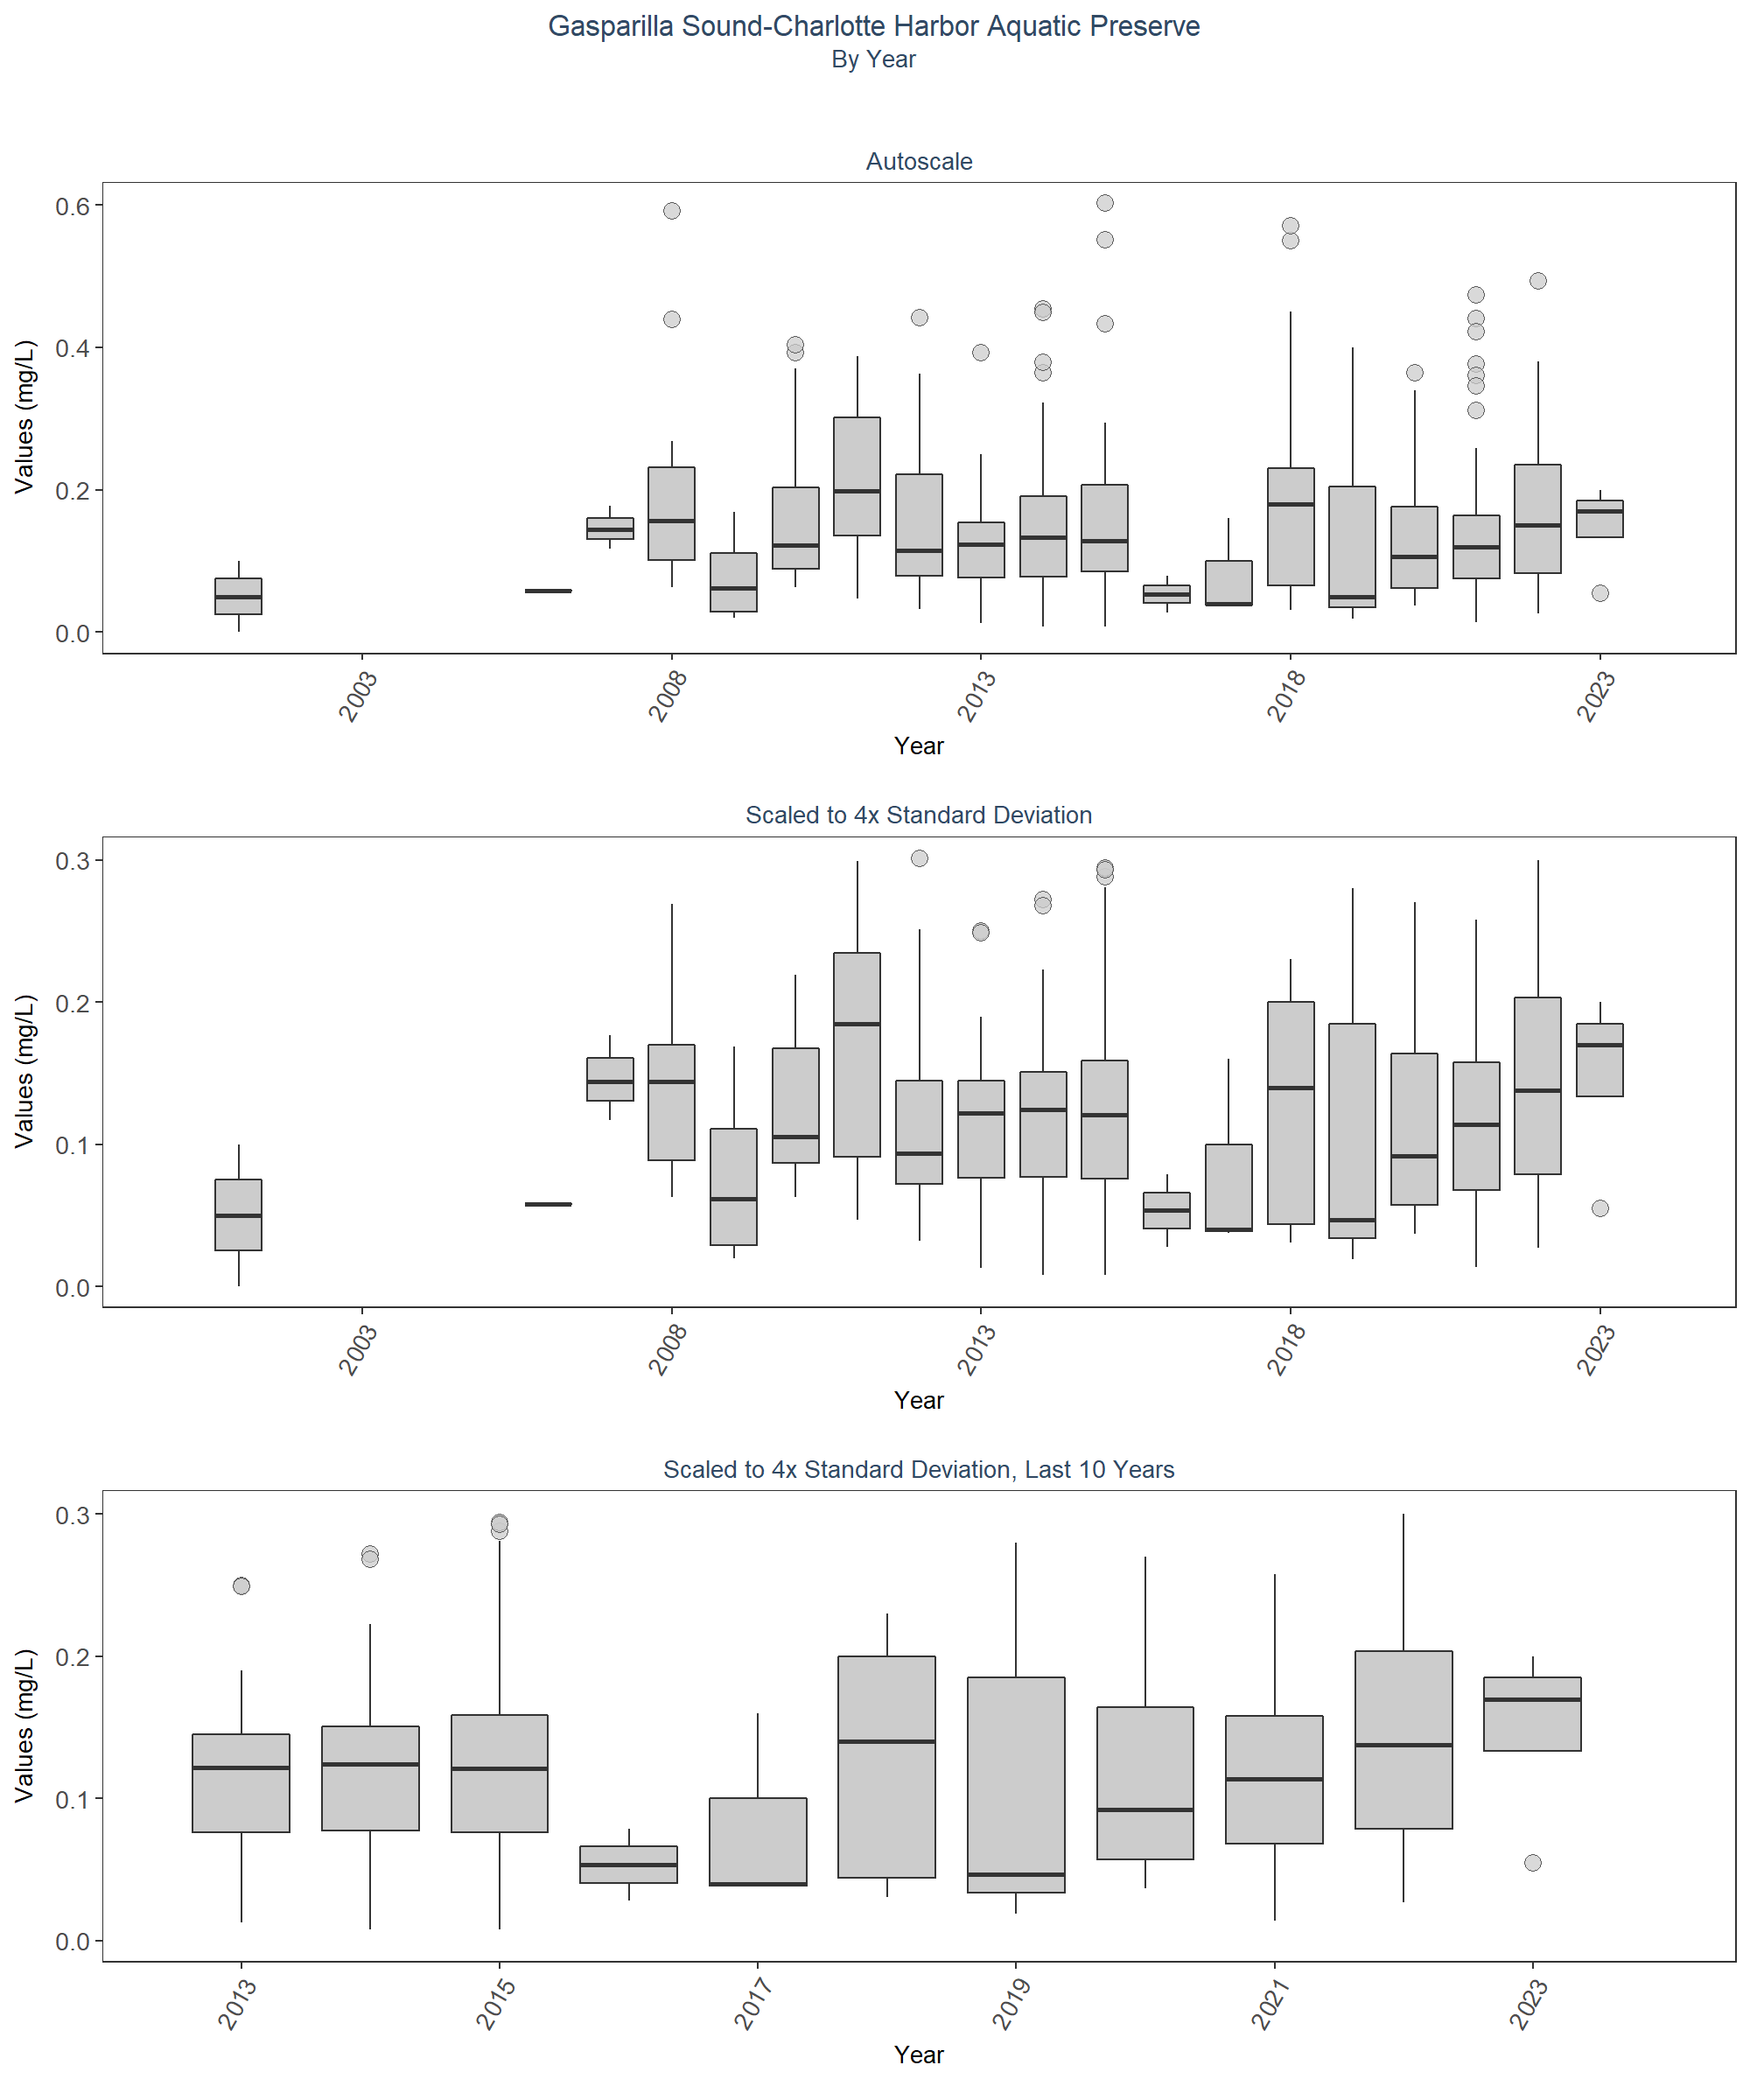 Gasparilla Sound-Charlotte Harbor Aquatic Preserve
By Year
Autoscale
Values (mg/L)
0.6
0.4
0.2
0.0
2003
2008
2013
2018
2023
Year
Scaled to 4x Standard Deviation
Values (mg/L)
0.3
0.2
0.1
0.0
2003
2008
2013
2018
2023
Year
Scaled to 4x Standard Deviation, Last 10 Years
Values (mg/L)
0.3
0.2
0.1
0.0
2013
2015
2017
2019
2021
2023
Year